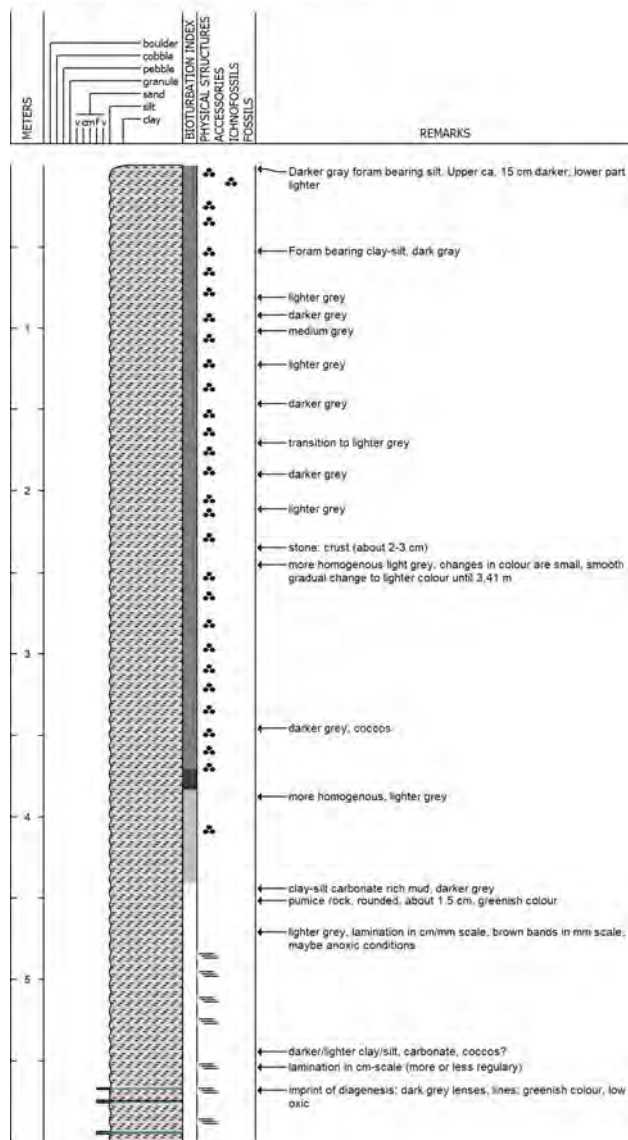 METERS
boulder
cobble
pebble
granule
sand
silt
v c m f v
clay
BIOTURBATION INDEX
PHYSICAL STRUCTURES
ACCESSORIES
ICHNOFOSSILS
FOSSILS
REMARKS
Darker gray foram bearing silt. Upper ca. 15 cm darker, lower part
lighter
Foram bearing clay-silt, dark gray
lighter grey
darker grey
1
medium grey
lighter grey
darker grey
transition to lighter grey
darker grey
2
lighter grey
stone: crust (about 2-3 cm)
more homogenous light grey, changes in colour are small, smooth
gradual change to lighter colour until 3,41 m
3
darker grey, coccos
more homogenous, lighter grey
4
clay-silt carbonate rich mud, darker grey
pumice rock, rounded, about 1.5 cm, greenish colour
lighter grey, lamination in cm/mm scale, brown bands in mm scale,
maybe anoxic conditions
5
darker/lighter clay/silt, carbonate, coccos?
lamination in cm-scale (more or less regulary)
imprint of diagenesis: dark grey lenses, lines; greenish colour, low
oxic